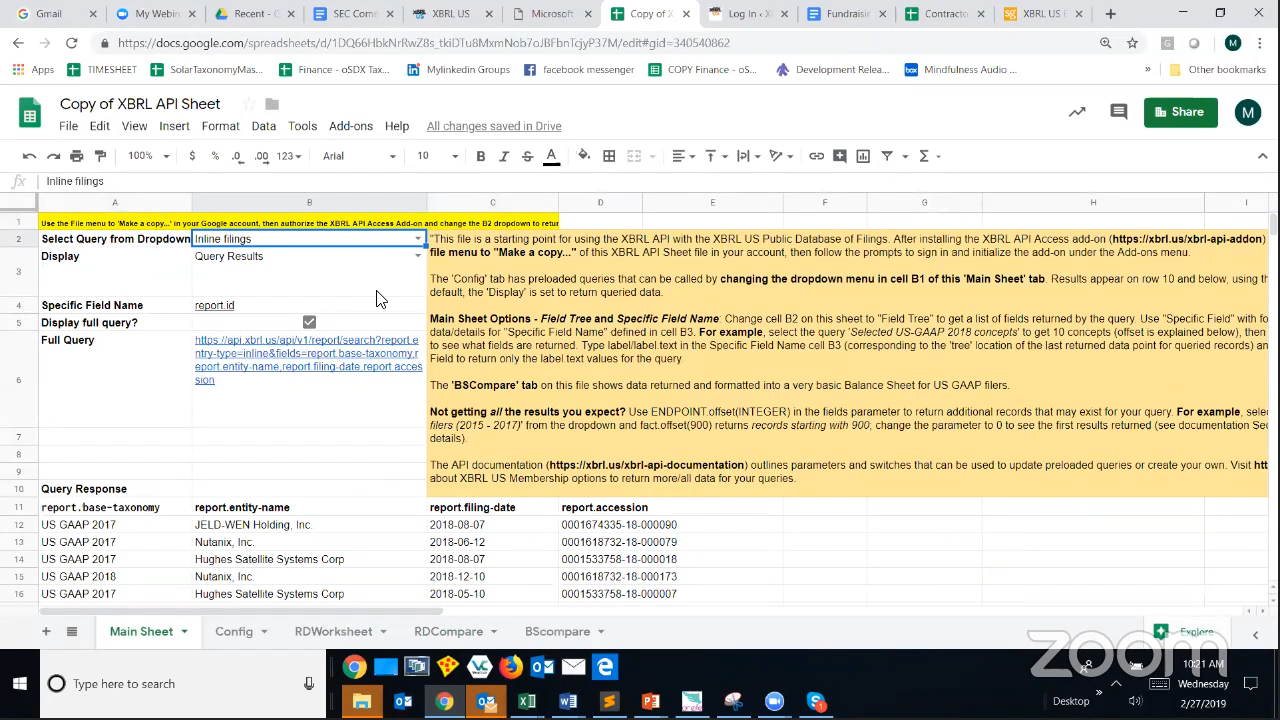 Gmail
My Webin
Recent - G
SEC Come
XBRL US
Microsoft
Copy of X
Log In ‹ X
Fundraisin
Contracto
XBRL US E
https://docs.google.com/spreadsheets/d/1DQ66HbkNrRwZ8s_tkiDTu8MxmNob7oJBFbnTcjyP37M/edit#gid=340540862
Apps
TIMESHEET
SolarTaxonomyMas...
Finance - oSDX Tax...
Mylinkedin Groups
facebook messenger
COPY Finance - oS...
Development Relea...
Mindfulness Audio ...
»
Other bookmarks
Copy of XBRL API Sheet
File Edit View Insert Format Data Tools Add-ons Help All changes saved in Drive
Share
M
100% $ % .0 .00 123 Arial 10 B I S A
fx Inline filings
A B C D E F G H I
1 Use the File menu to 'Make a copy...' in your Google account, then authorize the XBRL API Access Add-on and change the B2 dropdown to retur
2 Select Query from Dropdown Inline filings
"This file is a starting point for using the XBRL API with the XBRL US Public Database of Filings. After installing the XBRL API Access add-on (https://xbrl.us/xbrl-api-addon)
Display Query Results
file menu to "Make a copy..." of this XBRL API Sheet file in your account, then follow the prompts to sign in and initialize the add-on under the Add-ons menu.
3
The 'Config' tab has preloaded queries that can be called by changing the dropdown menu in cell B1 of this 'Main Sheet' tab. Results appear on row 10 and below, using the
default, the 'Display' is set to return queried data.
4 Specific Field Name report.id
5 Display full query?
Main Sheet Options - Field Tree and Specific Field Name: Change cell B2 on this sheet to "Field Tree" to get a list of fields returned by the query. Use "Specific Field" with fo
data/details for "Specific Field Name" defined in cell B3. For example, select the query 'Selected US-GAAP 2018 concepts' to get 10 concepts (offset is explained below), then
to see what fields are returned. Type label/label.text in the Specific Field Name cell B3 (corresponding to the 'tree' location of the last returned data point for queried records) an
Field to return only the label.text values for the query.
6 Full Query
https://api.xbrl.us/api/v1/report/search?report.e
ntry-type=inline&fields=report.base-taxonomy,r
eport.entity-name,report.filing-date,report.acces
sion
The 'BSCompare' tab on this file shows data returned and formatted into a very basic Balance Sheet for US GAAP filers.
Not getting all the results you expect? Use ENDPOINT.offset(INTEGER) in the fields parameter to return additional records that may exist for your query. For example, selec
filers (2015 - 2017)' from the dropdown and fact.offset(900) returns records starting with 900; change the parameter to 0 to see the first results returned (see documentation Sec
details).
7
8
9
The API documentation (https://xbrl.us/xbrl-api-documentation) outlines parameters and switches that can be used to update preloaded queries or create your own. Visit htt
about XBRL US Membership options to return more/all data for your queries.
10 Query Response
11 report.base-taxonomy report.entity-name report.filing-date report.accession
12 US GAAP 2017 JELD-WEN Holding, Inc. 2018-08-07 0001674335-18-000090
13 US GAAP 2017 Nutanix, Inc. 2018-06-12 0001618732-18-000079
14 US GAAP 2017 Hughes Satellite Systems Corp 2018-08-07 0001533758-18-000018
15 US GAAP 2018 Nutanix, Inc. 2018-12-10 0001618732-18-000173
16 US GAAP 2017 Hughes Satellite Systems Corp 2018-05-10 0001533758-18-000007
Main Sheet Config RDWorksheet RDCompare BScompare Explore
zoom
Type here to search
Desktop
»
10:21 AM
Wednesday
2/27/2019